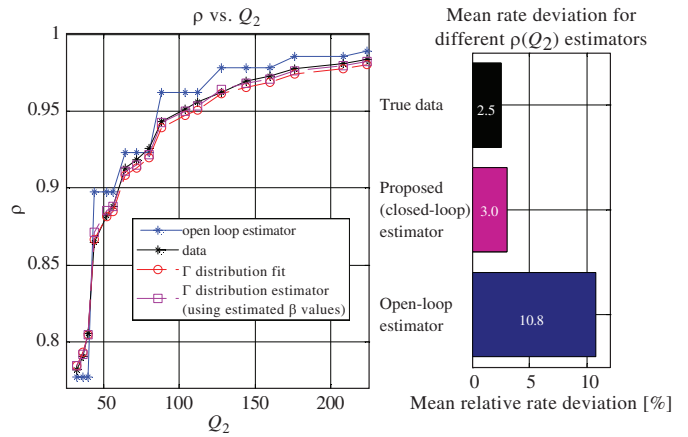 ρ vs. Q2
1
0.95
0.9
0.85
0.8
ρ
50
100
150
200
Q2
open loop estimator
data
Γ distribution fit
Γ distribution estimator
(using estimated β values)
Mean rate deviation for
different ρ(Q2) estimators
True data
2.5
Proposed
(closed-loop)
estimator
3.0
Open-loop
estimator
10.8
0
5
10
Mean relative rate deviation [%]